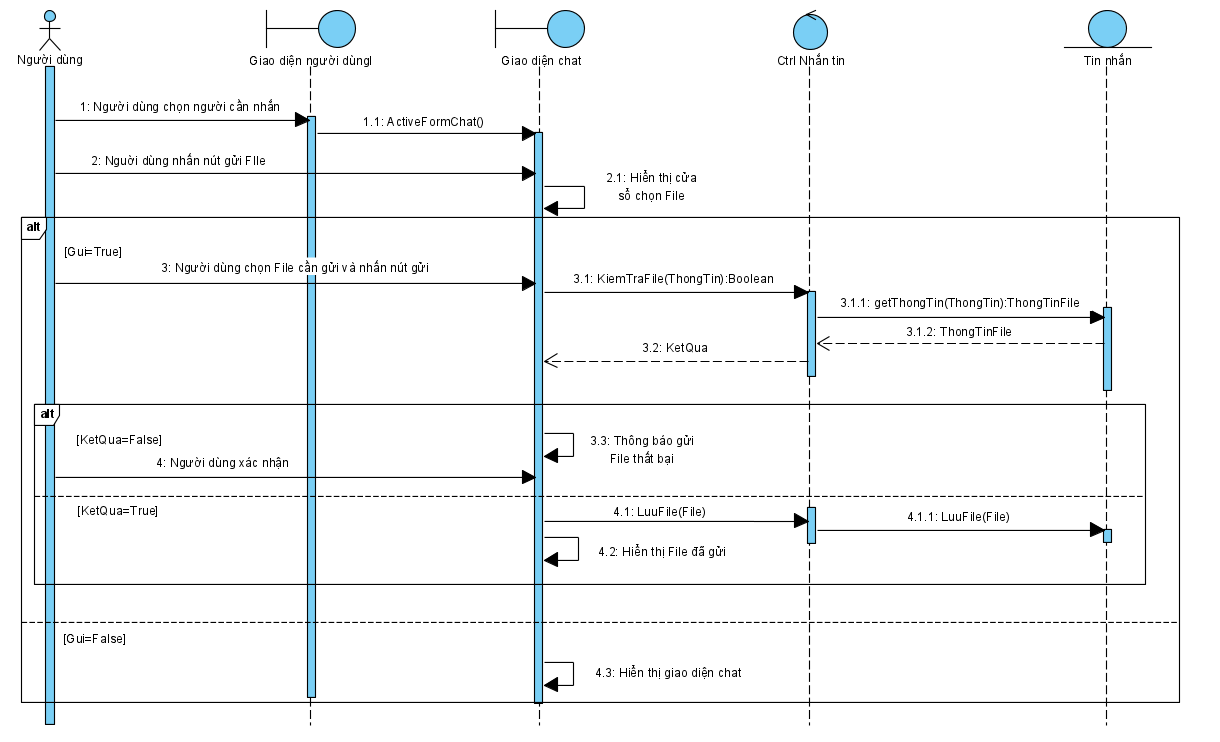 Người dùng
Giao diện người dùngl
Giao diện chat
Ctrl Nhắn tin
Tin nhắn
1: Người dùng chọn người cần nhắn
1.1: ActiveFormChat()
2: Người dùng nhấn nút gửi FIle
2.1: Hiển thị cửa
sổ chọn File
alt
[Gui=True]
3: Người dùng chọn File cần gửi và nhấn nút gửi
3.1: KiemTraFile(ThongTin):Boolean
3.1.1: getThongTin(ThongTin):ThongTinFile
3.1.2: ThongTinFile
3.2: KetQua
alt
[KetQua=False]
3.3: Thông báo gửi
File thất bại
4: Người dùng xác nhận
[KetQua=True]
4.1: LuuFile(File)
4.1.1: LuuFile(File)
4.2: Hiển thị File đã gửi
[Gui=False]
4.3: Hiển thị giao diện chat